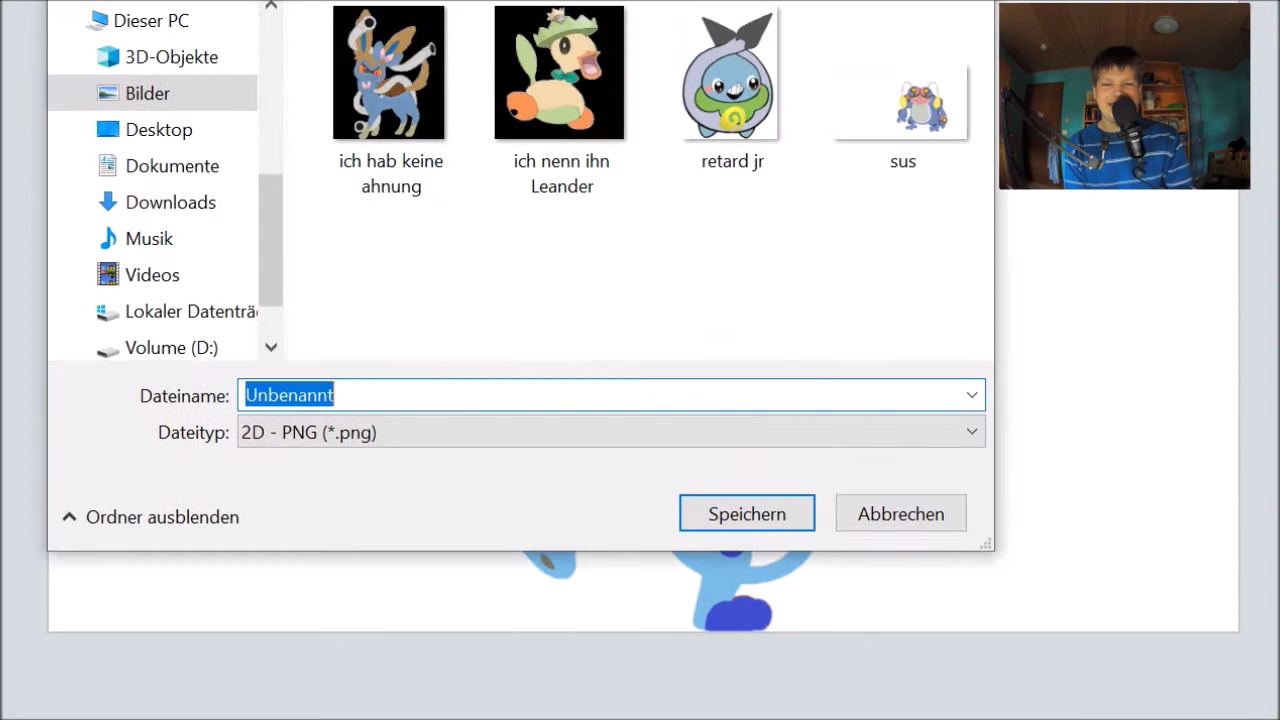 Dieser PC
3D-Objekte
Bilder
Desktop
Dokumente
Downloads
Musik
Videos
Lokaler Datenträ
Volume (D:)
ich hab keine
ahnung
ich nenn ihn
Leander
retard jr
sus
Dateiname:
Unbenannt
Dateityp:
2D - PNG (*.png)
Ordner ausblenden
Speichern
Abbrechen